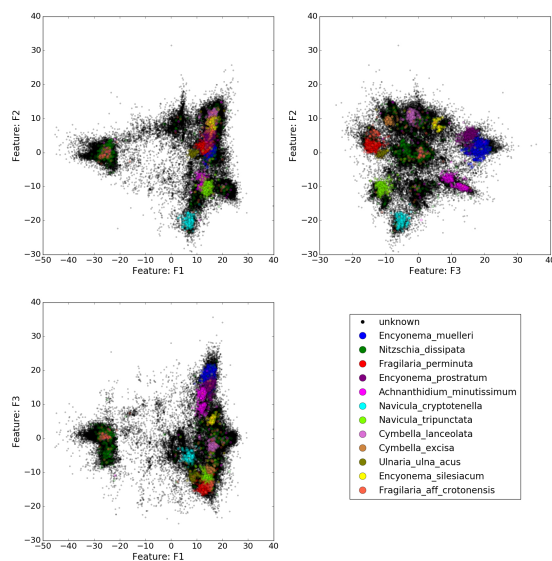 40
30
20
10
0
−10
−20
−30
−50 −40 −30 −20 −10 0 10 20 30 40
Feature: F2
Feature: F1
40
30
20
10
0
−10
−20
−30
−30 −20 −10 0 10 20 30 40
Feature: F2
Feature: F3
40
30
20
10
0
−10
−20
−30
−50 −40 −30 −20 −10 0 10 20 30 40
Feature: F3
Feature: F1
unknown
Encyonema_muelleri
Nitzschia_dissipata
Fragilaria_perminuta
Encyonema_prostratum
Achnanthidium_minutissimum
Navicula_cryptotenella
Navicula_tripunctata
Cymbella_lanceolata
Cymbella_excisa
Ulnaria_ulna_acus
Encyonema_silesiacum
Fragilaria_aff_crotonensis